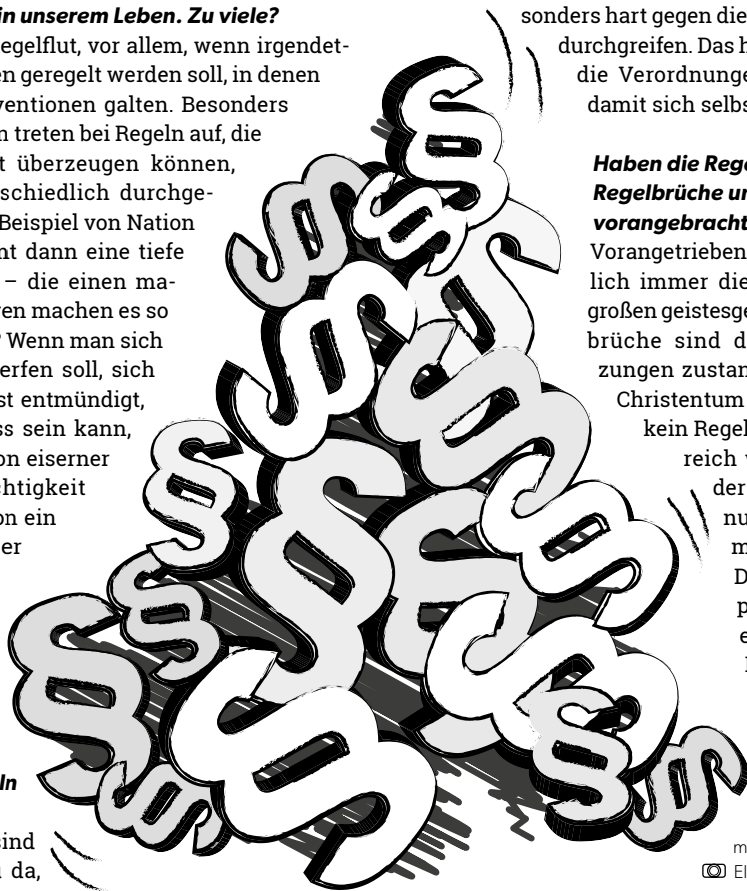 in unserem Leben. Zu viele?
egelflut, vor allem, wenn irgendet-
en geregelt werden soll, in denen
ventionen galten. Besonders
n treten bei Regeln auf, die
t überzeugen können,
schiedlich durchge-
Beispiel von Nation
nt dann eine tiefe
– die einen ma-
ren machen es so
? Wenn man sich
erfen soll, sich
st entmündigt,
ss sein kann,
on eiserner
chtigkeit
on ein
er
ln
sind
u da,
sonders hart gegen die
durchgreifen. Das h
die Verordnunge
damit sich selbs
Haben die Rege
Regelbrüche un
vorangebracht
Vorangetrieben
lich immer die
großen geistesge
brüche sind d
zungen zustan
Christentum
kein Regel
reich v
der
nu
m
D
p
e
m
El